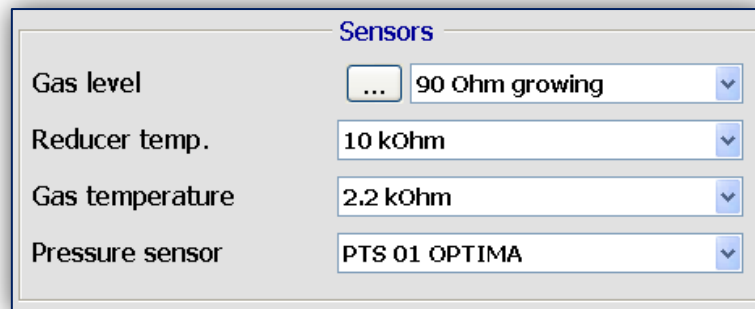 Sensors
Gas level ... 90 Ohm growing
Reducer temp. 10 kOhm
Gas temperature 2.2 kOhm
Pressure sensor PTS 01 OPTIMA